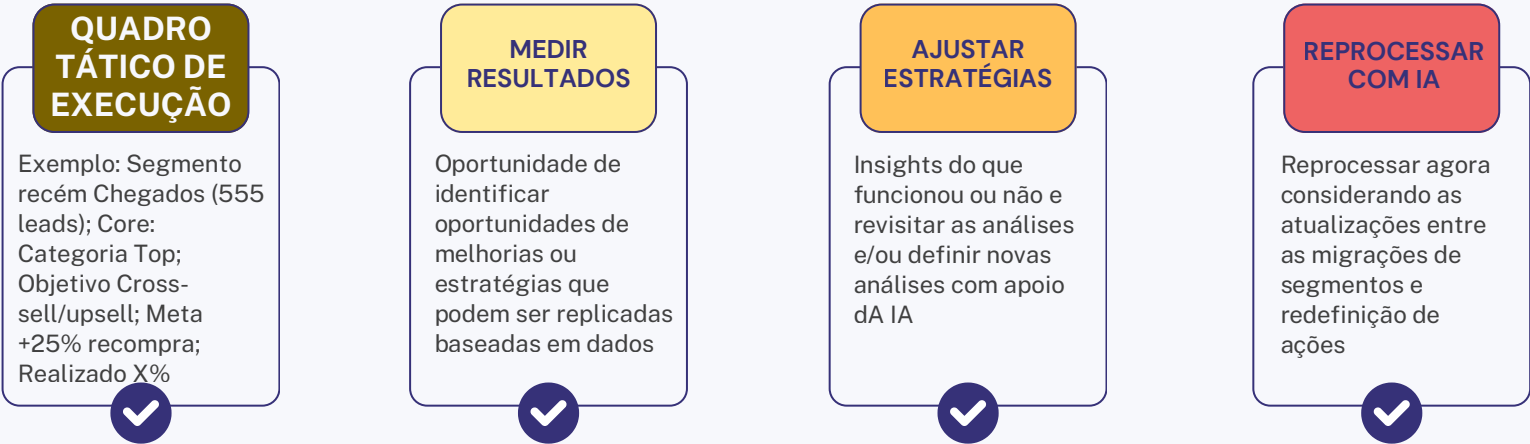 QUADRO
TÁTICO DE
EXECUÇÃO
Exemplo: Segmento
recém Chegados (555
leads); Core:
Categoria Top;
Objetivo Cross-
sell/upsell; Meta
+25% recompra;
Realizado X%
MEDIR
RESULTADOS
Oportunidade de
identificar
oportunidades de
melhorias ou
estratégias que
podem ser replicadas
baseadas em dados
AJUSTAR
ESTRATÉGIAS
Insights do que
funcionou ou não e
revisitar as análises
e/ou definir novas
análises com apoio
dA IA
REPROCESSAR
COM IA
Reprocessar agora
considerando as
atualizações entre
as migrações de
segmentos e
redefinição de
ações